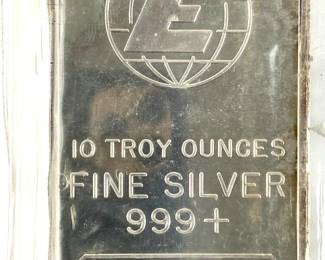 E
10 TROY OUNCES
FINE SILVER
999+